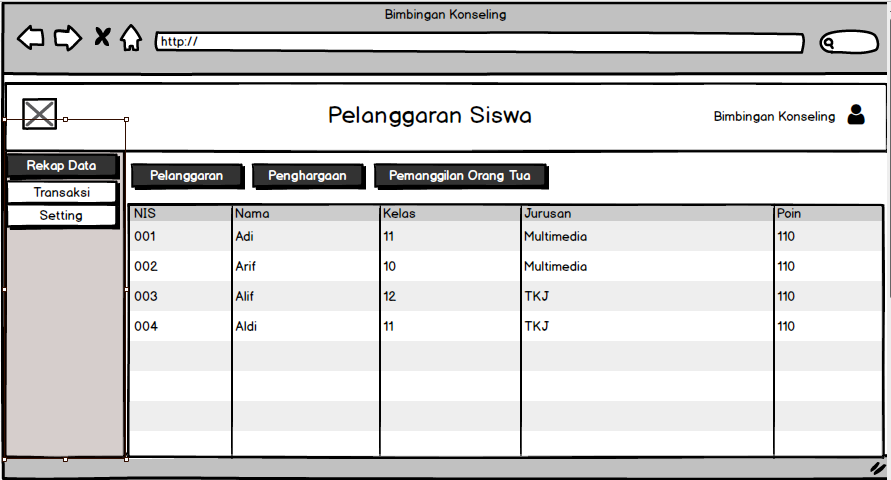 Bimbingan Konseling
http://
Pelanggaran Siswa
Bimbingan Konseling
Rekap Data
Transaksi
Setting
Pelanggaran Penghargaan Pemanggilan Orang Tua
NIS Nama Kelas Jurusan Poin
001 Adi 11 Multimedia 110
002 Arif 10 Multimedia 110
003 Alif 12 TKJ 110
004 Aldi 11 TKJ 110